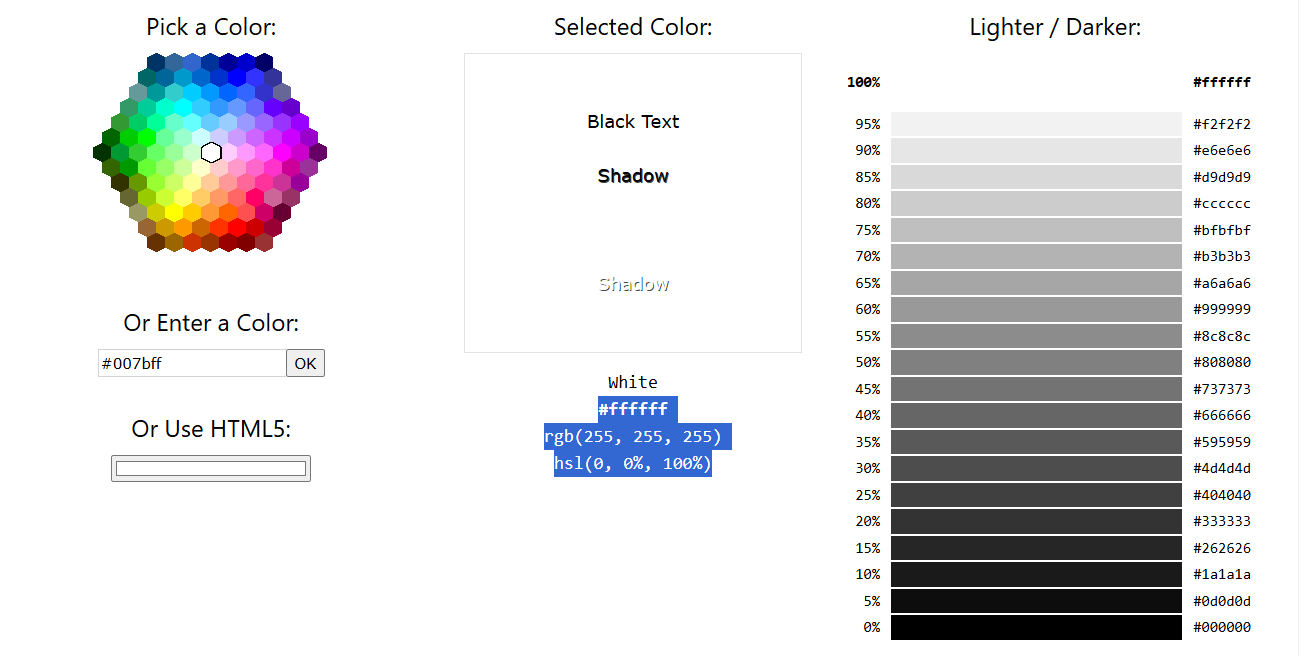 Pick a Color:
Or Enter a Color:
#007bff
OK
Or Use HTML5:
Selected Color:
Black Text
Shadow
Shadow
White
#ffffff
rgb(255, 255, 255)
hsl(0, 0%, 100%)
Lighter / Darker:
100% #ffffff
95% #f2f2f2
90% #e6e6e6
85% #d9d9d9
80% #cccccc
75% #bfbfbf
70% #b3b3b3
65% #a6a6a6
60% #999999
55% #8c8c8c
50% #808080
45% #737373
40% #666666
35% #595959
30% #4d4d4d
25% #404040
20% #333333
15% #262626
10% #1a1a1a
5% #0d0d0d
0% #000000